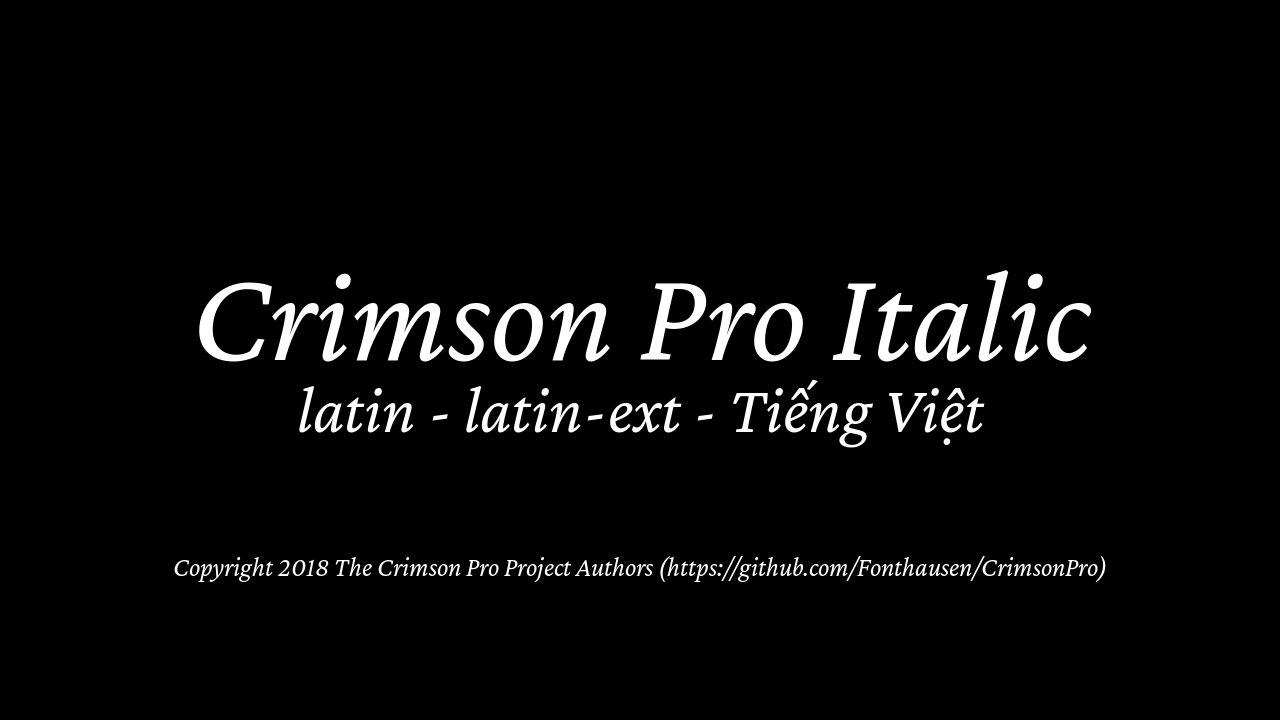 Crimson Pro Italic
latin - latin-ext - Tiếng Việt
Copyright 2018 The Crimson Pro Project Authors (https://github.com/Fonthausen/CrimsonPro)